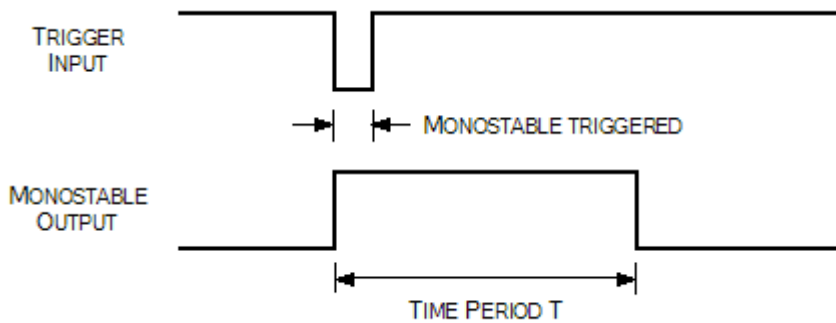 TRIGGER
INPUT
MONOSTABLE TRIGGERED
MONOSTABLE
OUTPUT
TIME PERIOD T